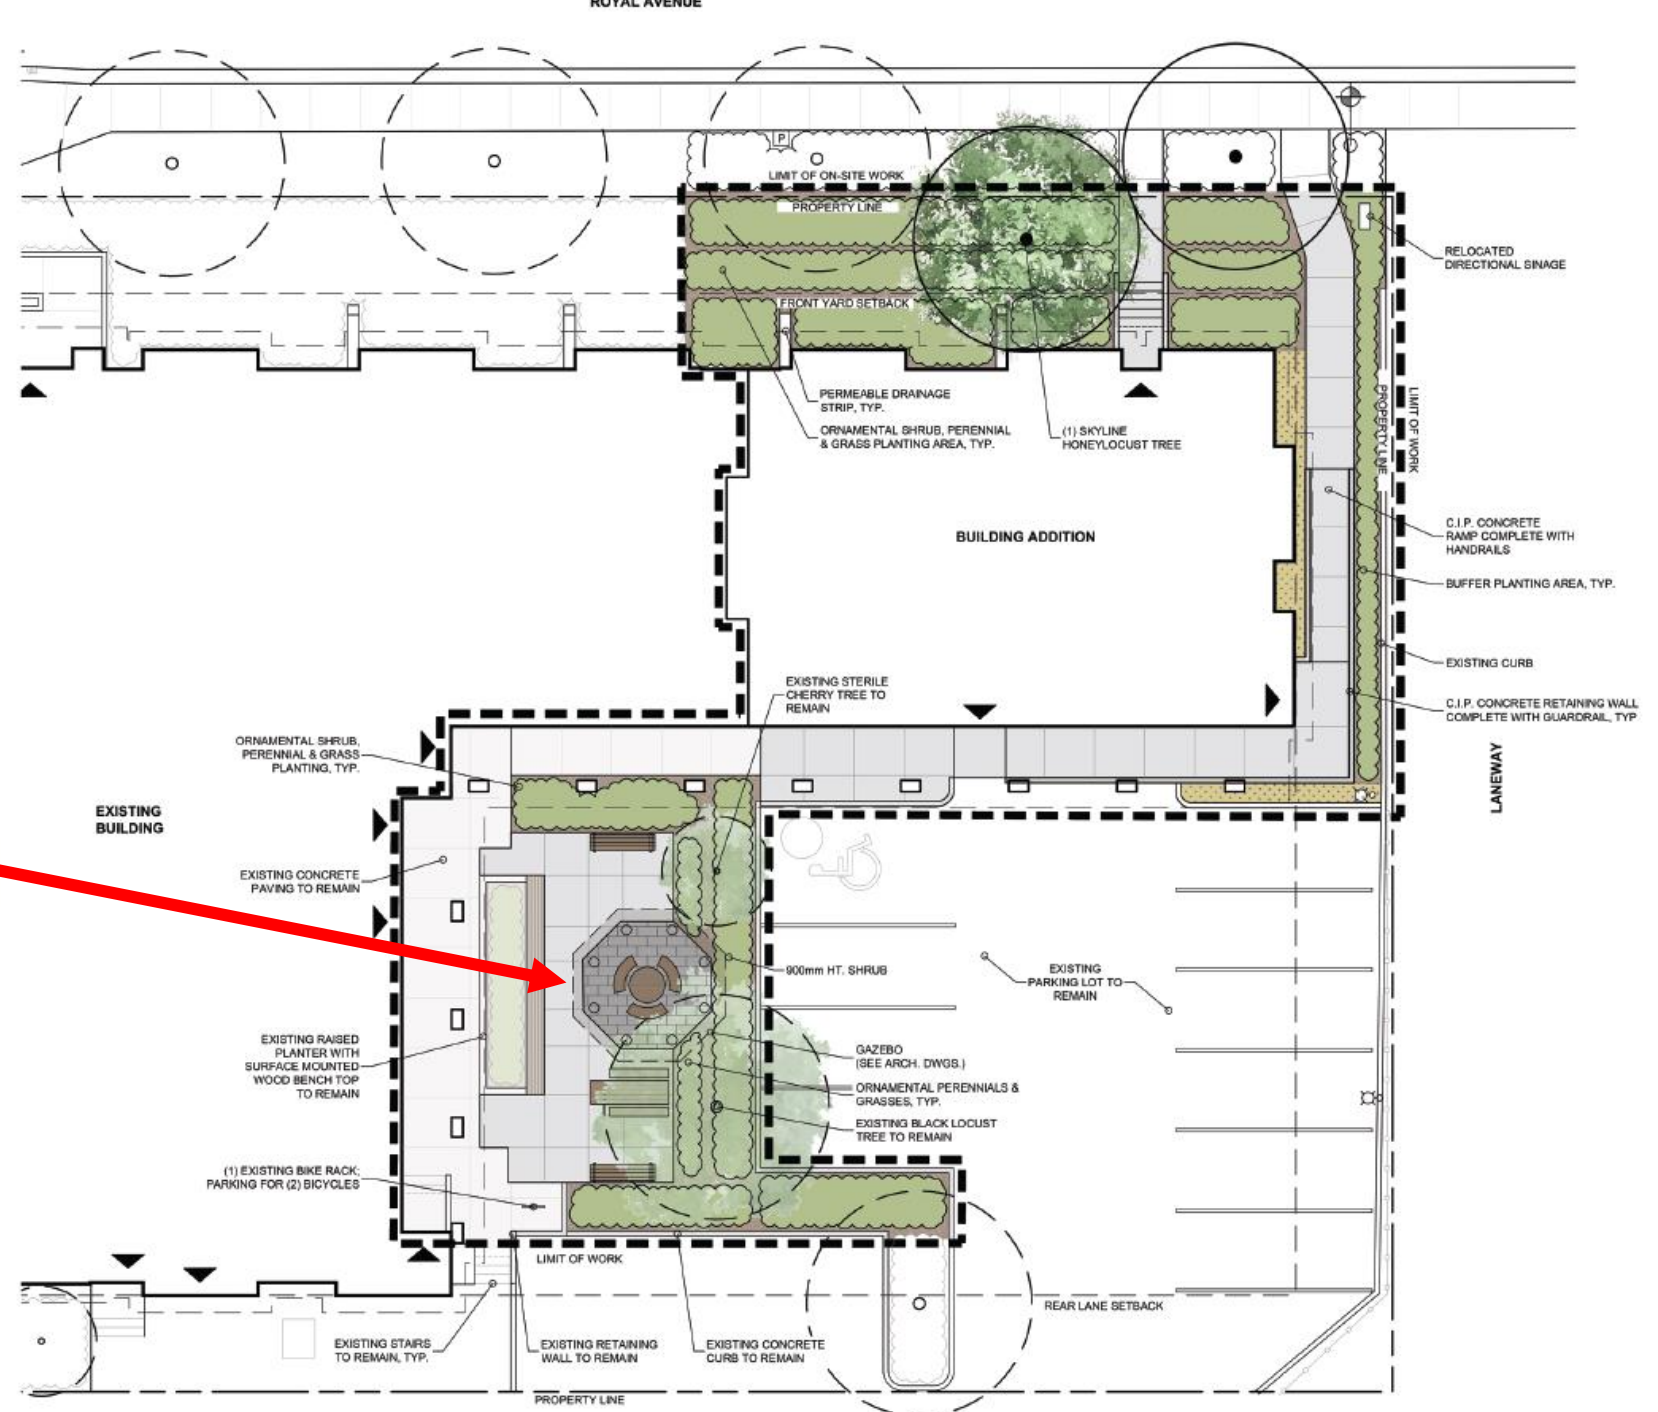 ROYAL AVENUE
P
LIMIT OF ON-SITE WORK
PROPERTY LINE
RELOCATED
DIRECTIONAL SINAGE
FRONT YARD SETBACK
PERMEABLE DRAINAGE
STRIP, TYP.
ORNAMENTAL SHRUB, PERENNIAL
& GRASS PLANTING AREA, TYP.
(1) SKYLINE
HONEYLOCUST TREE
PROPERTY LINE
LIMIT OF WORK
BUILDING ADDITION
C.I.P. CONCRETE
RAMP COMPLETE WITH
HANDRAILS
BUFFER PLANTING AREA, TYP.
EXISTING CURB
C.I.P. CONCRETE RETAINING WALL
COMPLETE WITH GUARDRAIL, TYP
LANEWAY
EXISTING STERILE
CHERRY TREE TO
REMAIN
ORNAMENTAL SHRUB,
PERENNIAL & GRASS
PLANTING, TYP.
EXISTING
BUILDING
EXISTING CONCRETE
PAVING TO REMAIN
900mm HT. SHRUB
EXISTING
PARKING LOT TO
REMAIN
EXISTING RAISED
PLANTER WITH
SURFACE MOUNTED
WOOD BENCH TOP
TO REMAIN
GAZEBO
(SEE ARCH. DWGS.)
ORNAMENTAL PERENNIALS &
GRASSES, TYP.
EXISTING BLACK LOCUST
TREE TO REMAIN
(1) EXISTING BIKE RACK;
PARKING FOR (2) BICYCLES
LIMIT OF WORK
REAR LANE SETBACK
EXISTING STAIRS
TO REMAIN, TYP.
EXISTING RETAINING
WALL TO REMAIN
EXISTING CONCRETE
CURB TO REMAIN
PROPERTY LINE